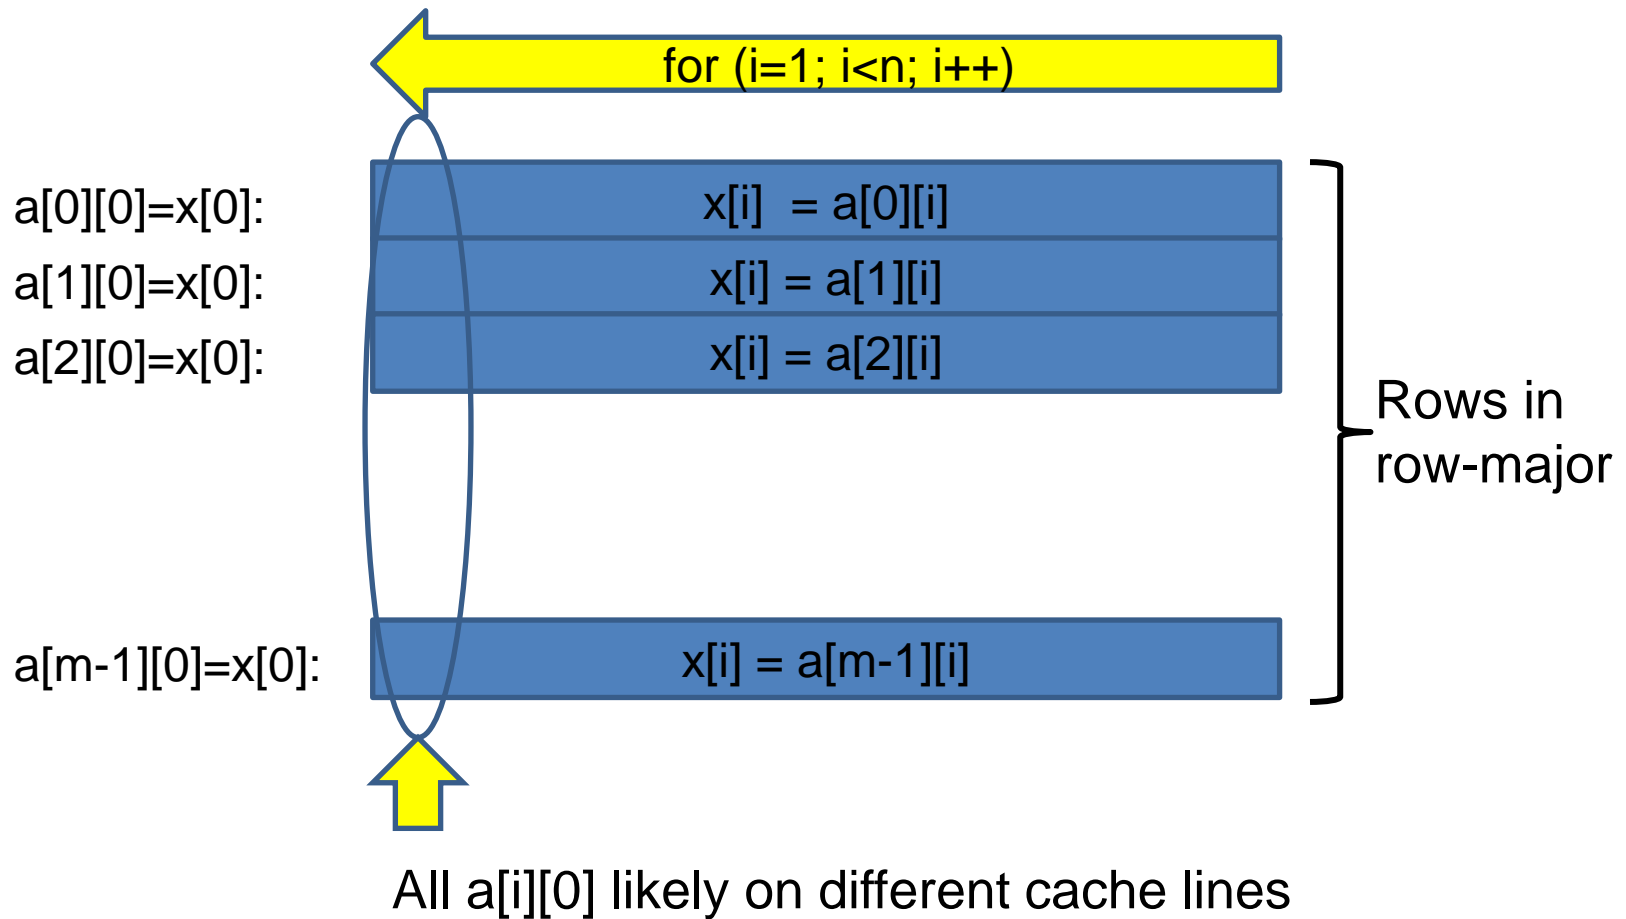 for (i=1; i<n; i++)
a[0][0]=x[0]:
x[i] = a[0][i]
a[1][0]=x[0]:
x[i] = a[1][i]
a[2][0]=x[0]:
x[i] = a[2][i]
Rows in
row-major
a[m-1][0]=x[0]:
x[i] = a[m-1][i]
All a[i][0] likely on different cache lines